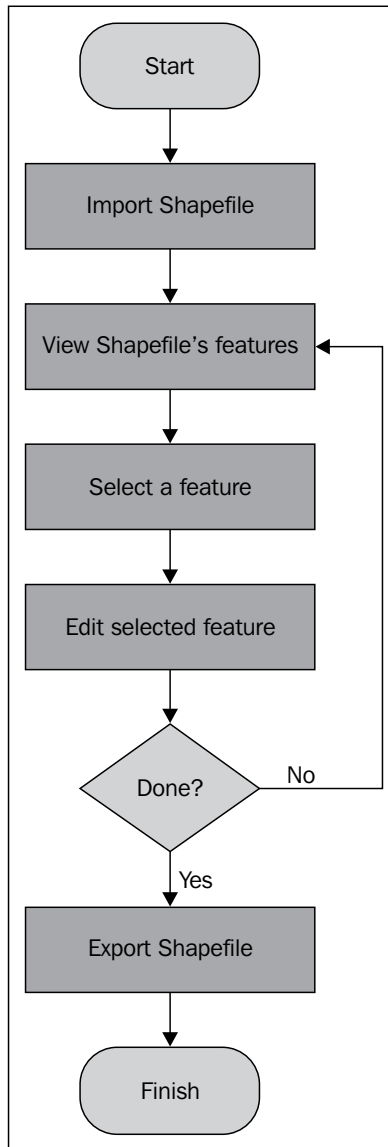 Start
Import Shapefile
View Shapefile's features
Select a feature
Edit selected feature
Done?
No
Yes
Export Shapefile
Finish